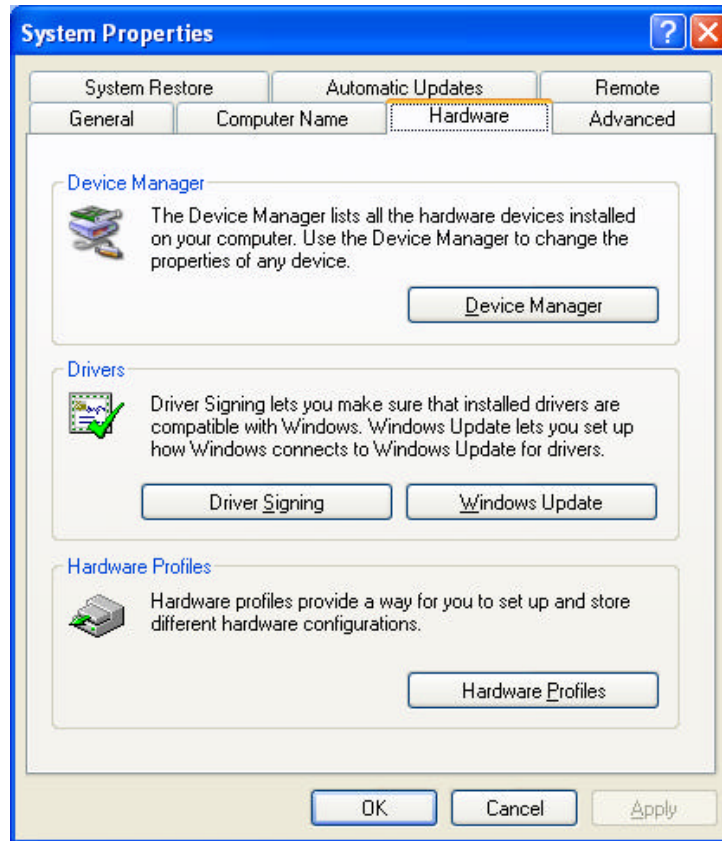 System Properties
System Restore Automatic Updates Remote
General Computer Name Hardware Advanced
Device Manager
The Device Manager lists all the hardware devices installed
on your computer. Use the Device Manager to change the
properties of any device.
Device Manager
Drivers
Driver Signing lets you make sure that installed drivers are
compatible with Windows. Windows Update lets you set up
how Windows connects to Windows Update for drivers.
Driver Signing Windows Update
Hardware Profiles
Hardware profiles provide a way for you to set up and store
different hardware configurations.
Hardware Profiles
OK Cancel Apply